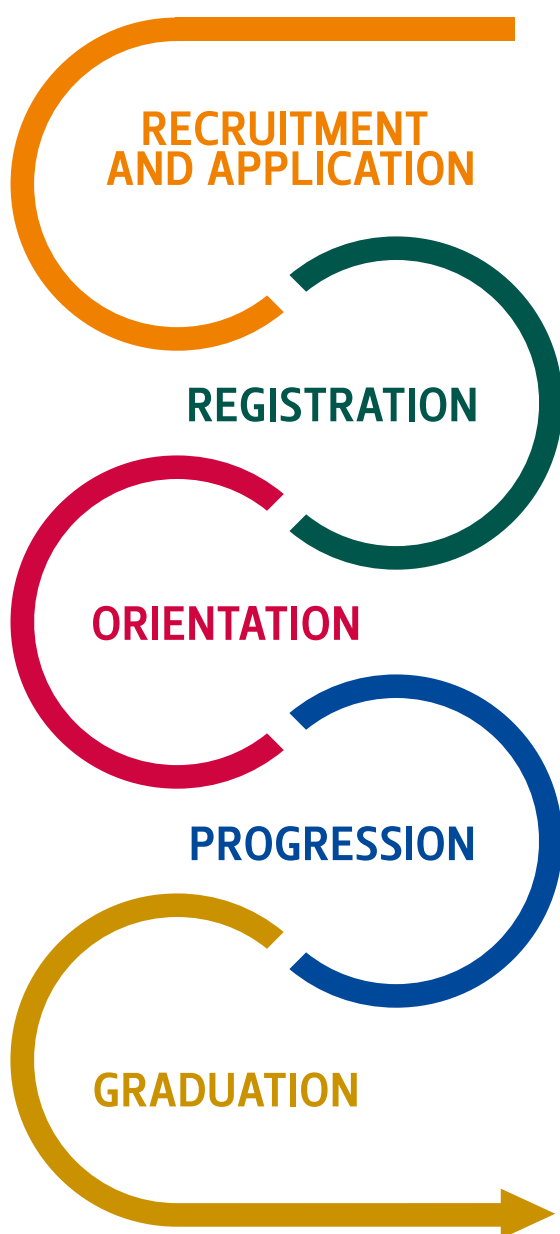 RECRUITMENT
AND APPLICATION
REGISTRATION
ORIENTATION
PROGRESSION
GRADUATION